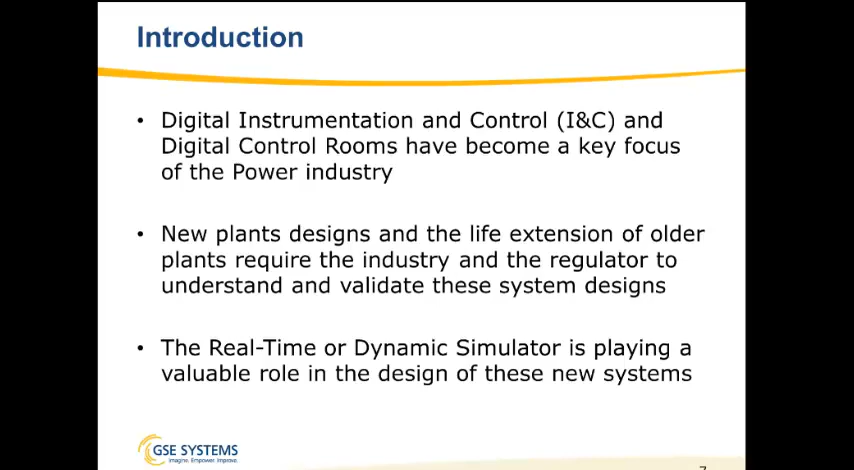 Introduction
• Digital Instrumentation and Control (I&C) and
Digital Control Rooms have become a key focus
of the Power industry
• New plants designs and the life extension of older
plants require the industry and the regulator to
understand and validate these system designs
• The Real-Time or Dynamic Simulator is playing a
valuable role in the design of these new systems
GSE SYSTEMS
Imagine. Empower. Improve.